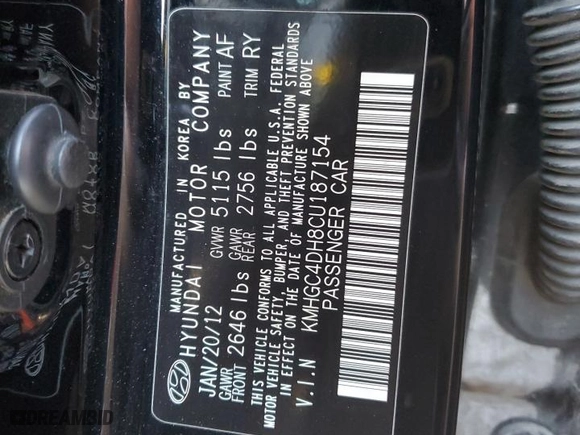 MANUFACTURED IN KOREA BY
HYUNDAI MOTOR COMPANY
JAN/20/12 GVWR 5115 lbs PAINT AF
GAWR FRONT 2646 lbs GAWR REAR 2756 lbs TRIM RY
THIS VEHICLE CONFORMS TO ALL APPLICABLE U.S.A. FEDERAL
MOTOR VEHICLE SAFETY, BUMPER, AND THEFT PREVENTION STANDARDS
IN EFFECT ON THE DATE OF MANUFACTURE SHOWN ABOVE
V.I.N KMHGC4DH8CU187154
PASSENGER CAR
DREAMBID